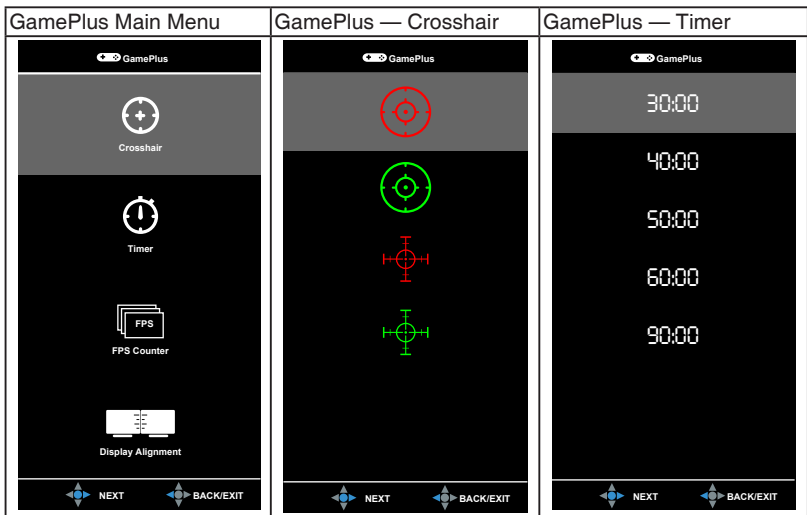 GamePlus Main Menu
GamePlus — Crosshair
GamePlus — Timer
GamePlus
Crosshair
Timer
FPS
FPS Counter
Display Alignment
NEXT BACK/EXIT
GamePlus
NEXT BACK/EXIT
GamePlus
30:00
40:00
50:00
60:00
90:00
NEXT BACK/EXIT